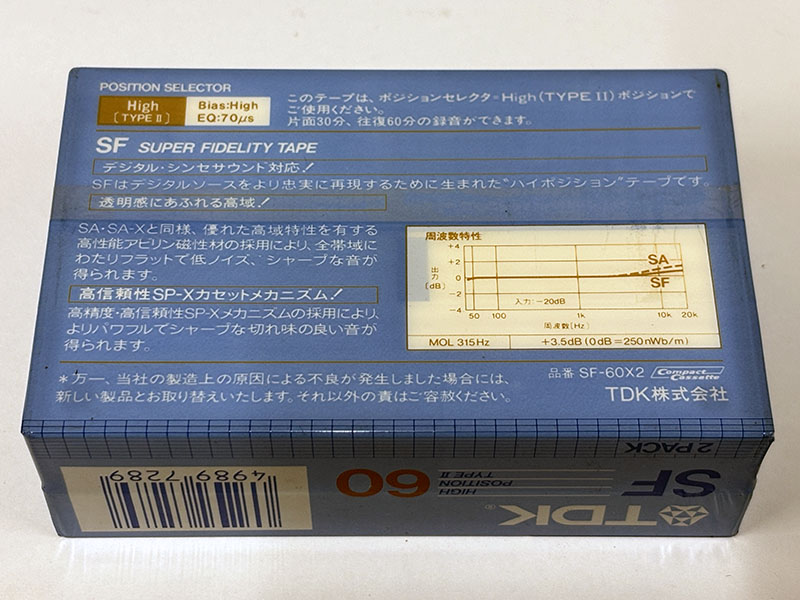 POSITION SELECTOR
High
(TYPE II)
Bias:High
EQ:70μs
このテープは、ポジションセレクタ=High(TYPE II)ポジションで
ご使用ください。
片面30分、往復60分の録音ができます。
SF SUPER FIDELITY TAPE
デジタル・シンセサウンド対応!
SFはデジタルソースをより忠実に再現するために生まれた"ハイポジション"テープです。
透明感にあふれる高域!
SA・SA-Xと同様、優れた高域特性を有する
高性能アビリン磁性材の採用により、全帯域に
わたりフラットで低ノイズ、シャープな音が
得られます。
高信頼性SP-Xカセットメカニズム!
高精度・高信頼性SP-Xメカニズムの採用により、
よりパワフルでシャープな切れ味の良い音が
得られます。
周波数特性
+4
+2
0
-2
-4
出力
(dB)
SA
SF
入力:-20dB
50 100 1k 10k 20k
周波数(Hz)
MOL 315Hz
+3.5dB(0dB=250nWb/m)
*万一、当社の製造上の原因による不良が発生しました場合には、
新しい製品とお取り替えいたします。それ以外の責はご容赦ください。
品番 SF-60X2
Compact Cassette
TDK株式会社
2 PACK
SF
HIGH
POSITION
TYPE II
60
TDK®
49897289